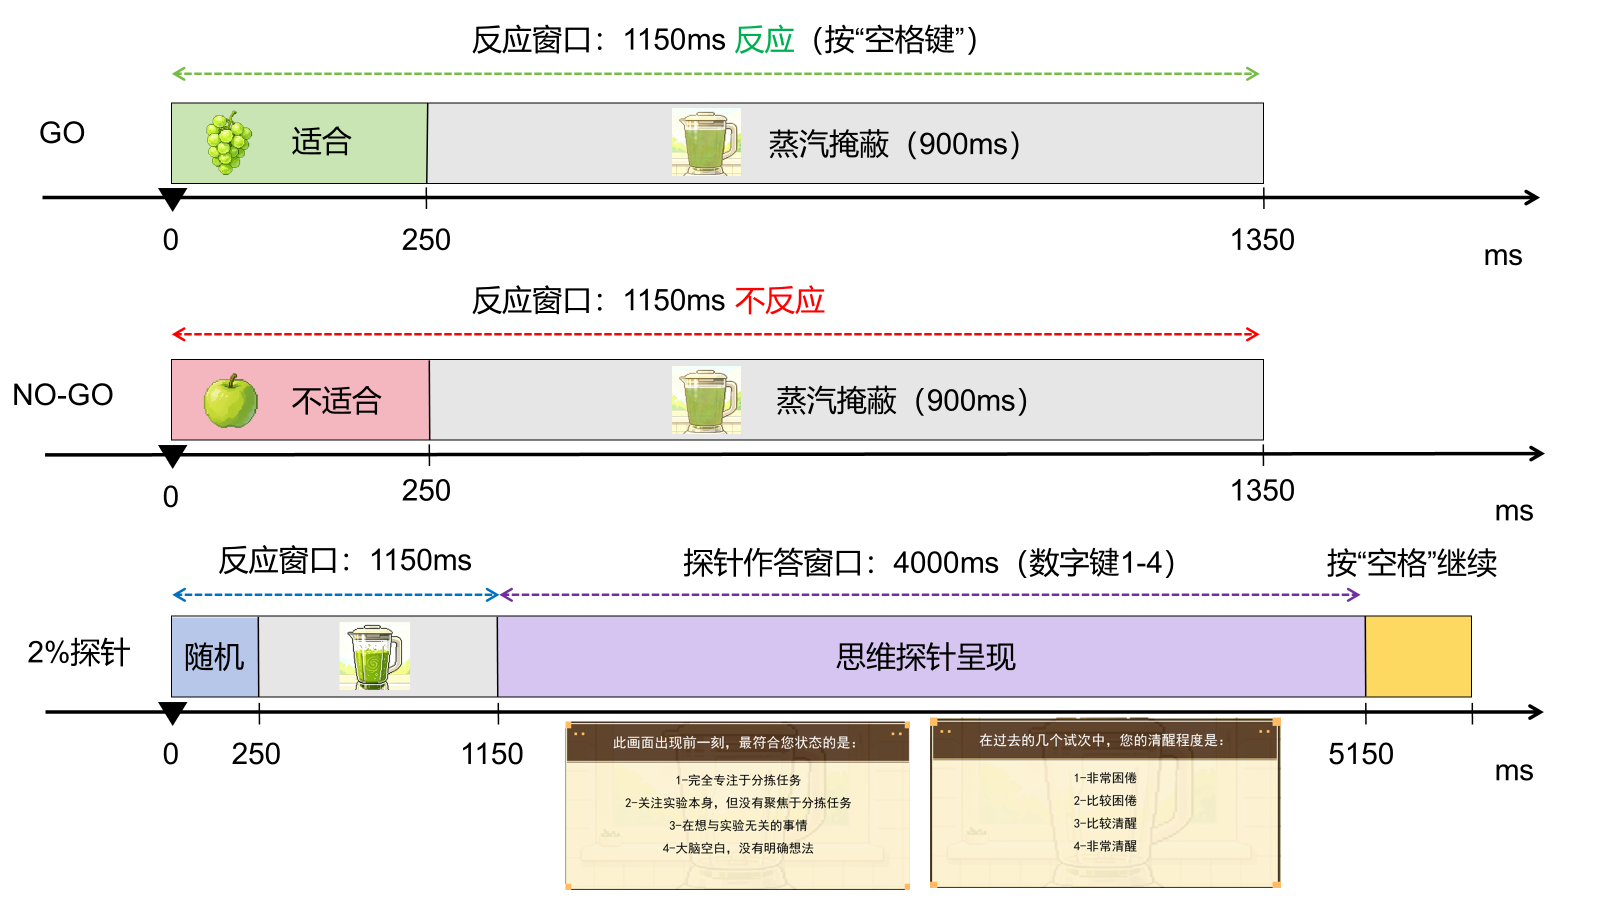 反应窗口：1150ms 反应（按“空格键”）
GO
适合
蒸汽掩蔽（900ms）
0
250
1350
ms
反应窗口：1150ms 不反应
NO-GO
不适合
蒸汽掩蔽（900ms）
0
250
1350
ms
反应窗口：1150ms
探针作答窗口：4000ms（数字键1-4）
按“空格”继续
2%探针
随机
思维探针呈现
0
250
1150
5150
ms
此画面出现前一刻，最符合您状态的是：
1-完全专注于分拣任务
2-关注实验本身，但没有聚焦于分拣任务
3-在想与实验无关的事情
4-大脑空白，没有明确想法
在过去的几个试次中，您的清醒程度是：
1-非常困倦
2-比较困倦
3-比较清醒
4-非常清醒